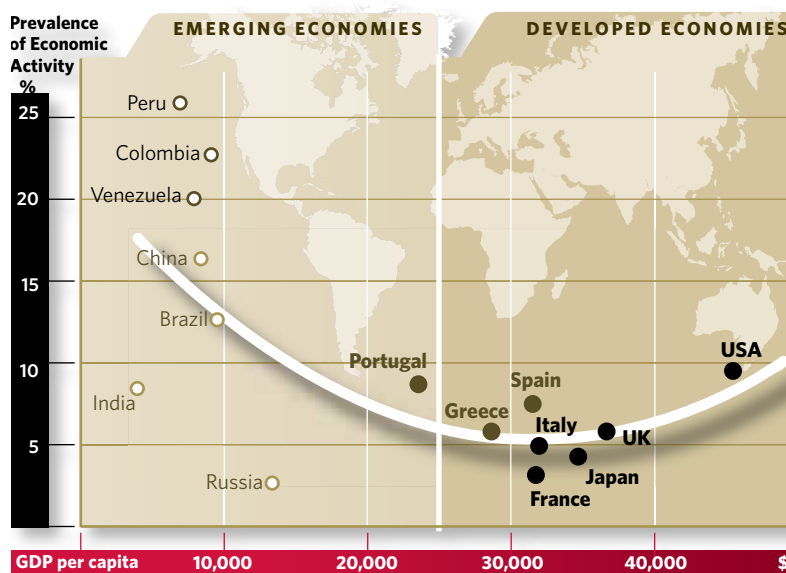 Prevalence
of Economic
Activity
%
EMERGING ECONOMIES
DEVELOPED ECONOMIES
25
20
15
10
5
Peru
Colombia
Venezuela
China
Brazil
India
Russia
Portugal
Greece
Spain
Italy
UK
Japan
France
USA
GDP per capita
10,000
20,000
30,000
40,000
$